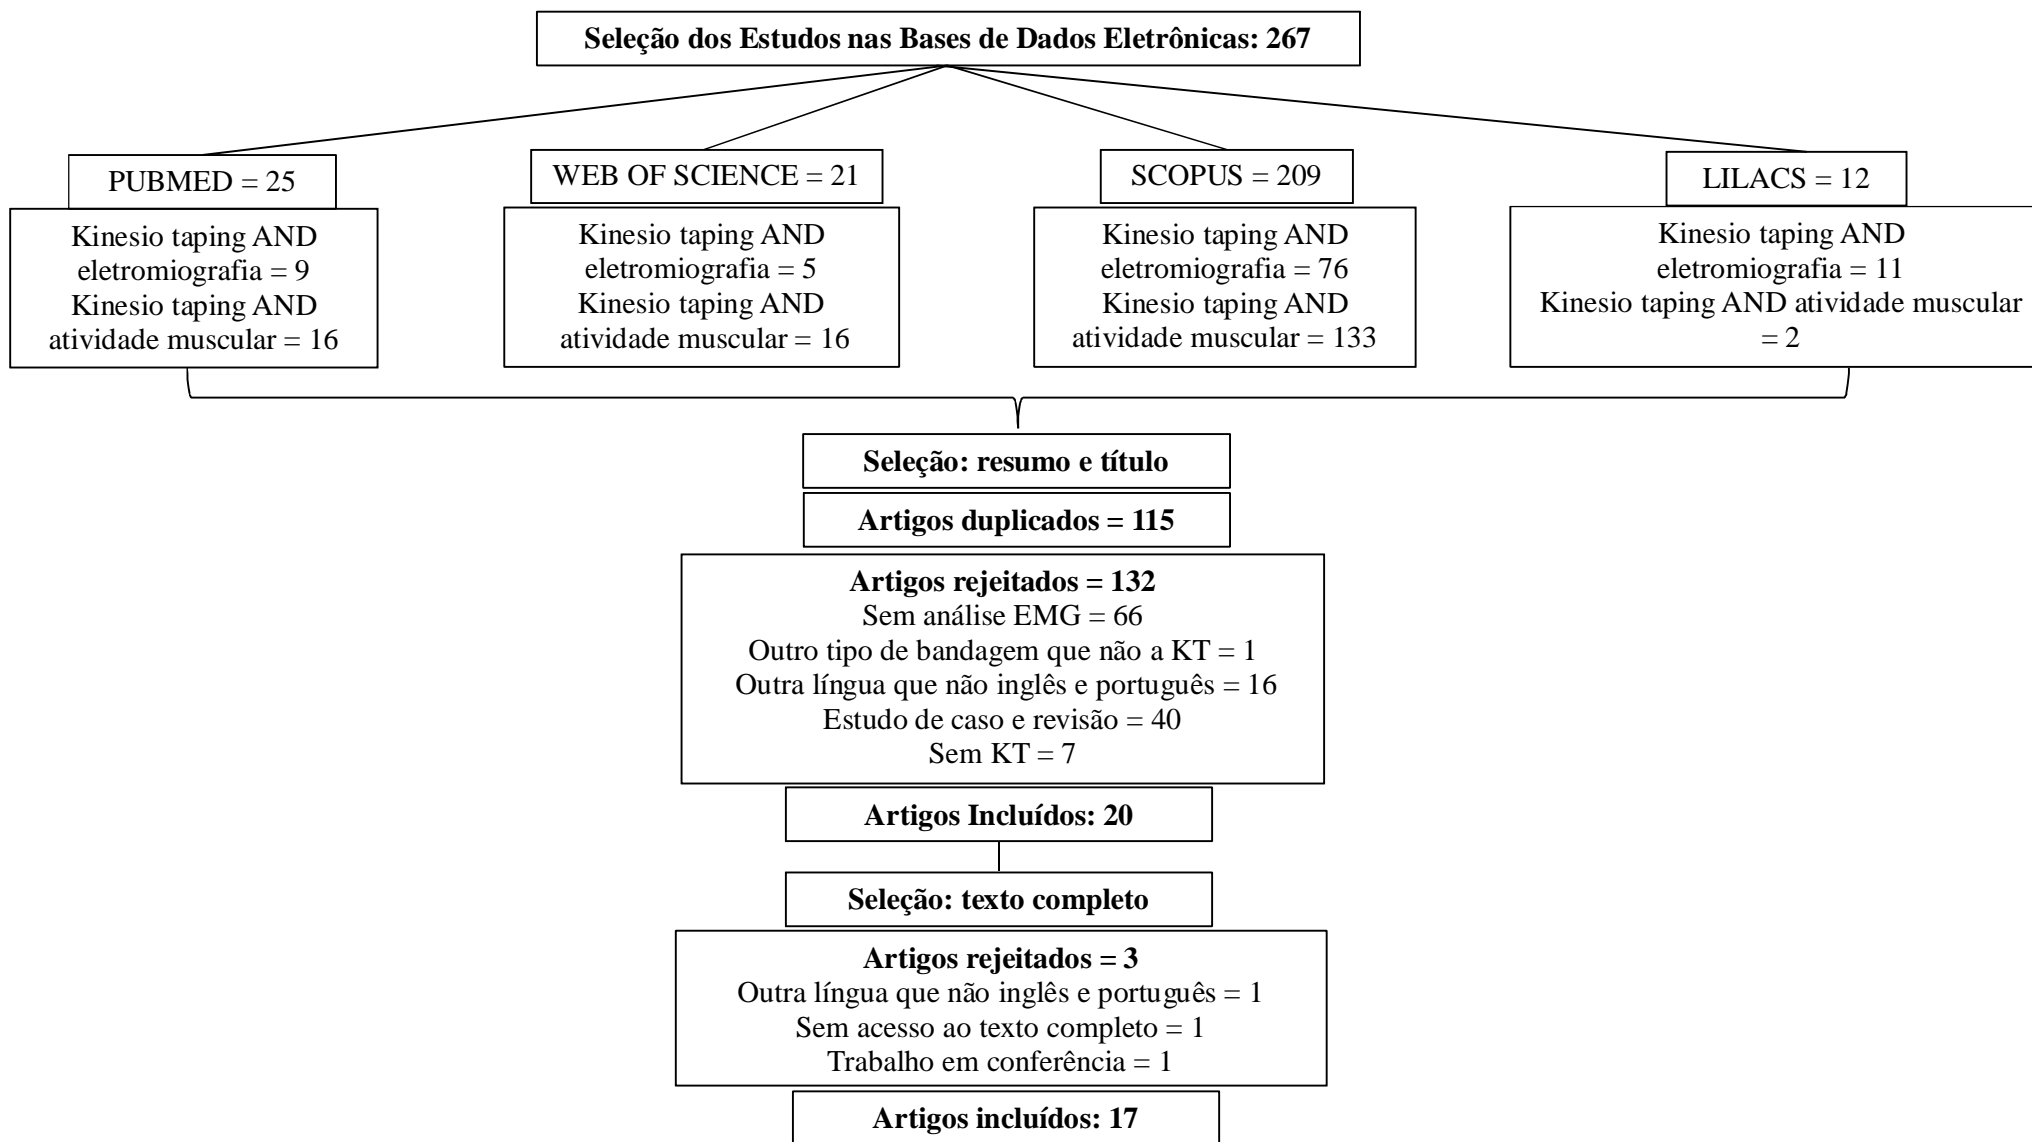 Seleção dos Estudos nas Bases de Dados Eletrônicas: 267
PUBMED = 25
Kinesio taping AND
eletromiografia = 9
Kinesio taping AND
atividade muscular = 16
WEB OF SCIENCE = 21
Kinesio taping AND
eletromiografia = 5
Kinesio taping AND
atividade muscular = 16
SCOPUS = 209
Kinesio taping AND
eletromiografia = 76
Kinesio taping AND
atividade muscular = 133
LILACS = 12
Kinesio taping AND
eletromiografia = 11
Kinesio taping AND atividade muscular
= 2
Seleção: resumo e título
Artigos duplicados = 115
Artigos rejeitados = 132
Sem análise EMG = 66
Outro tipo de bandagem que não a KT = 1
Outra língua que não inglês e português = 16
Estudo de caso e revisão = 40
Sem KT = 7
Artigos Incluídos: 20
Seleção: texto completo
Artigos rejeitados = 3
Outra língua que não inglês e português = 1
Sem acesso ao texto completo = 1
Trabalho em conferência = 1
Artigos incluídos: 17